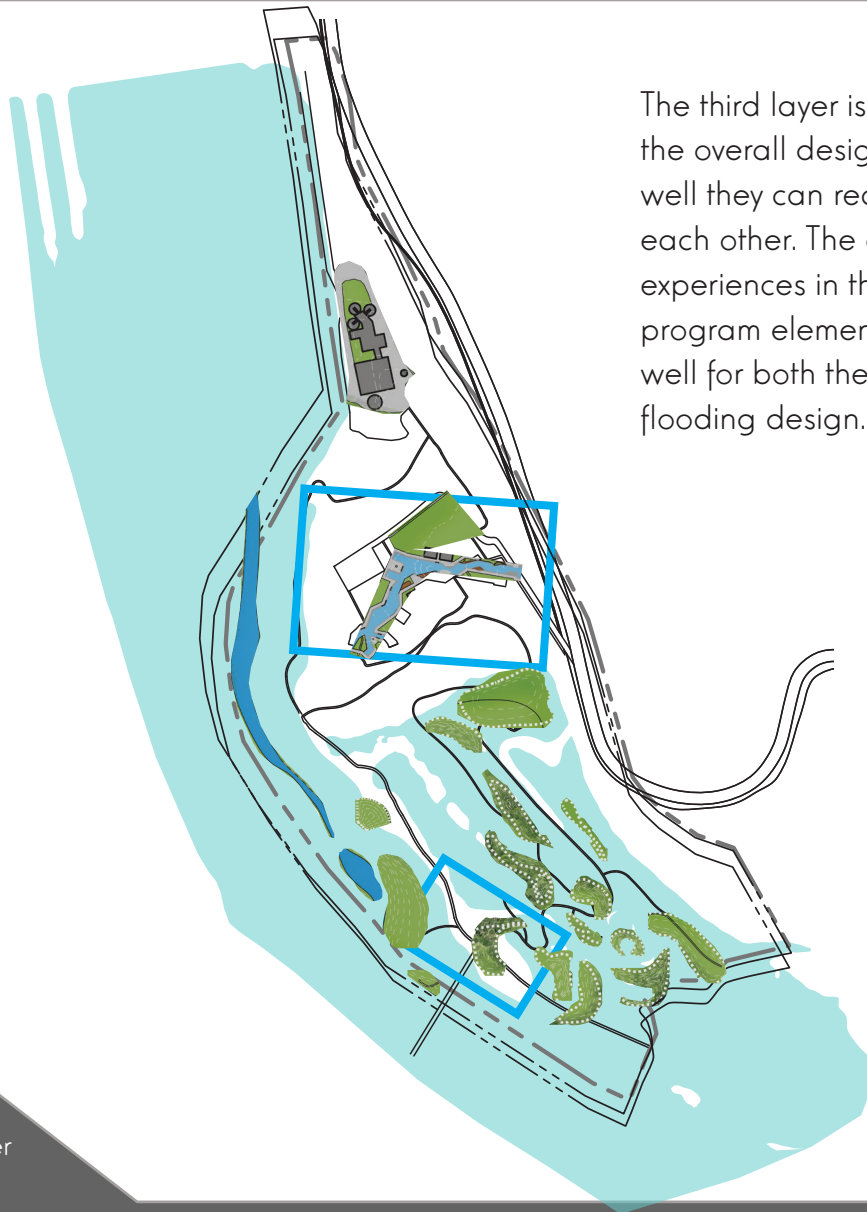 The third layer is
the overall desig
well they can rea
each other. The
experiences in th
program elemen
well for both the
flooding design.
er